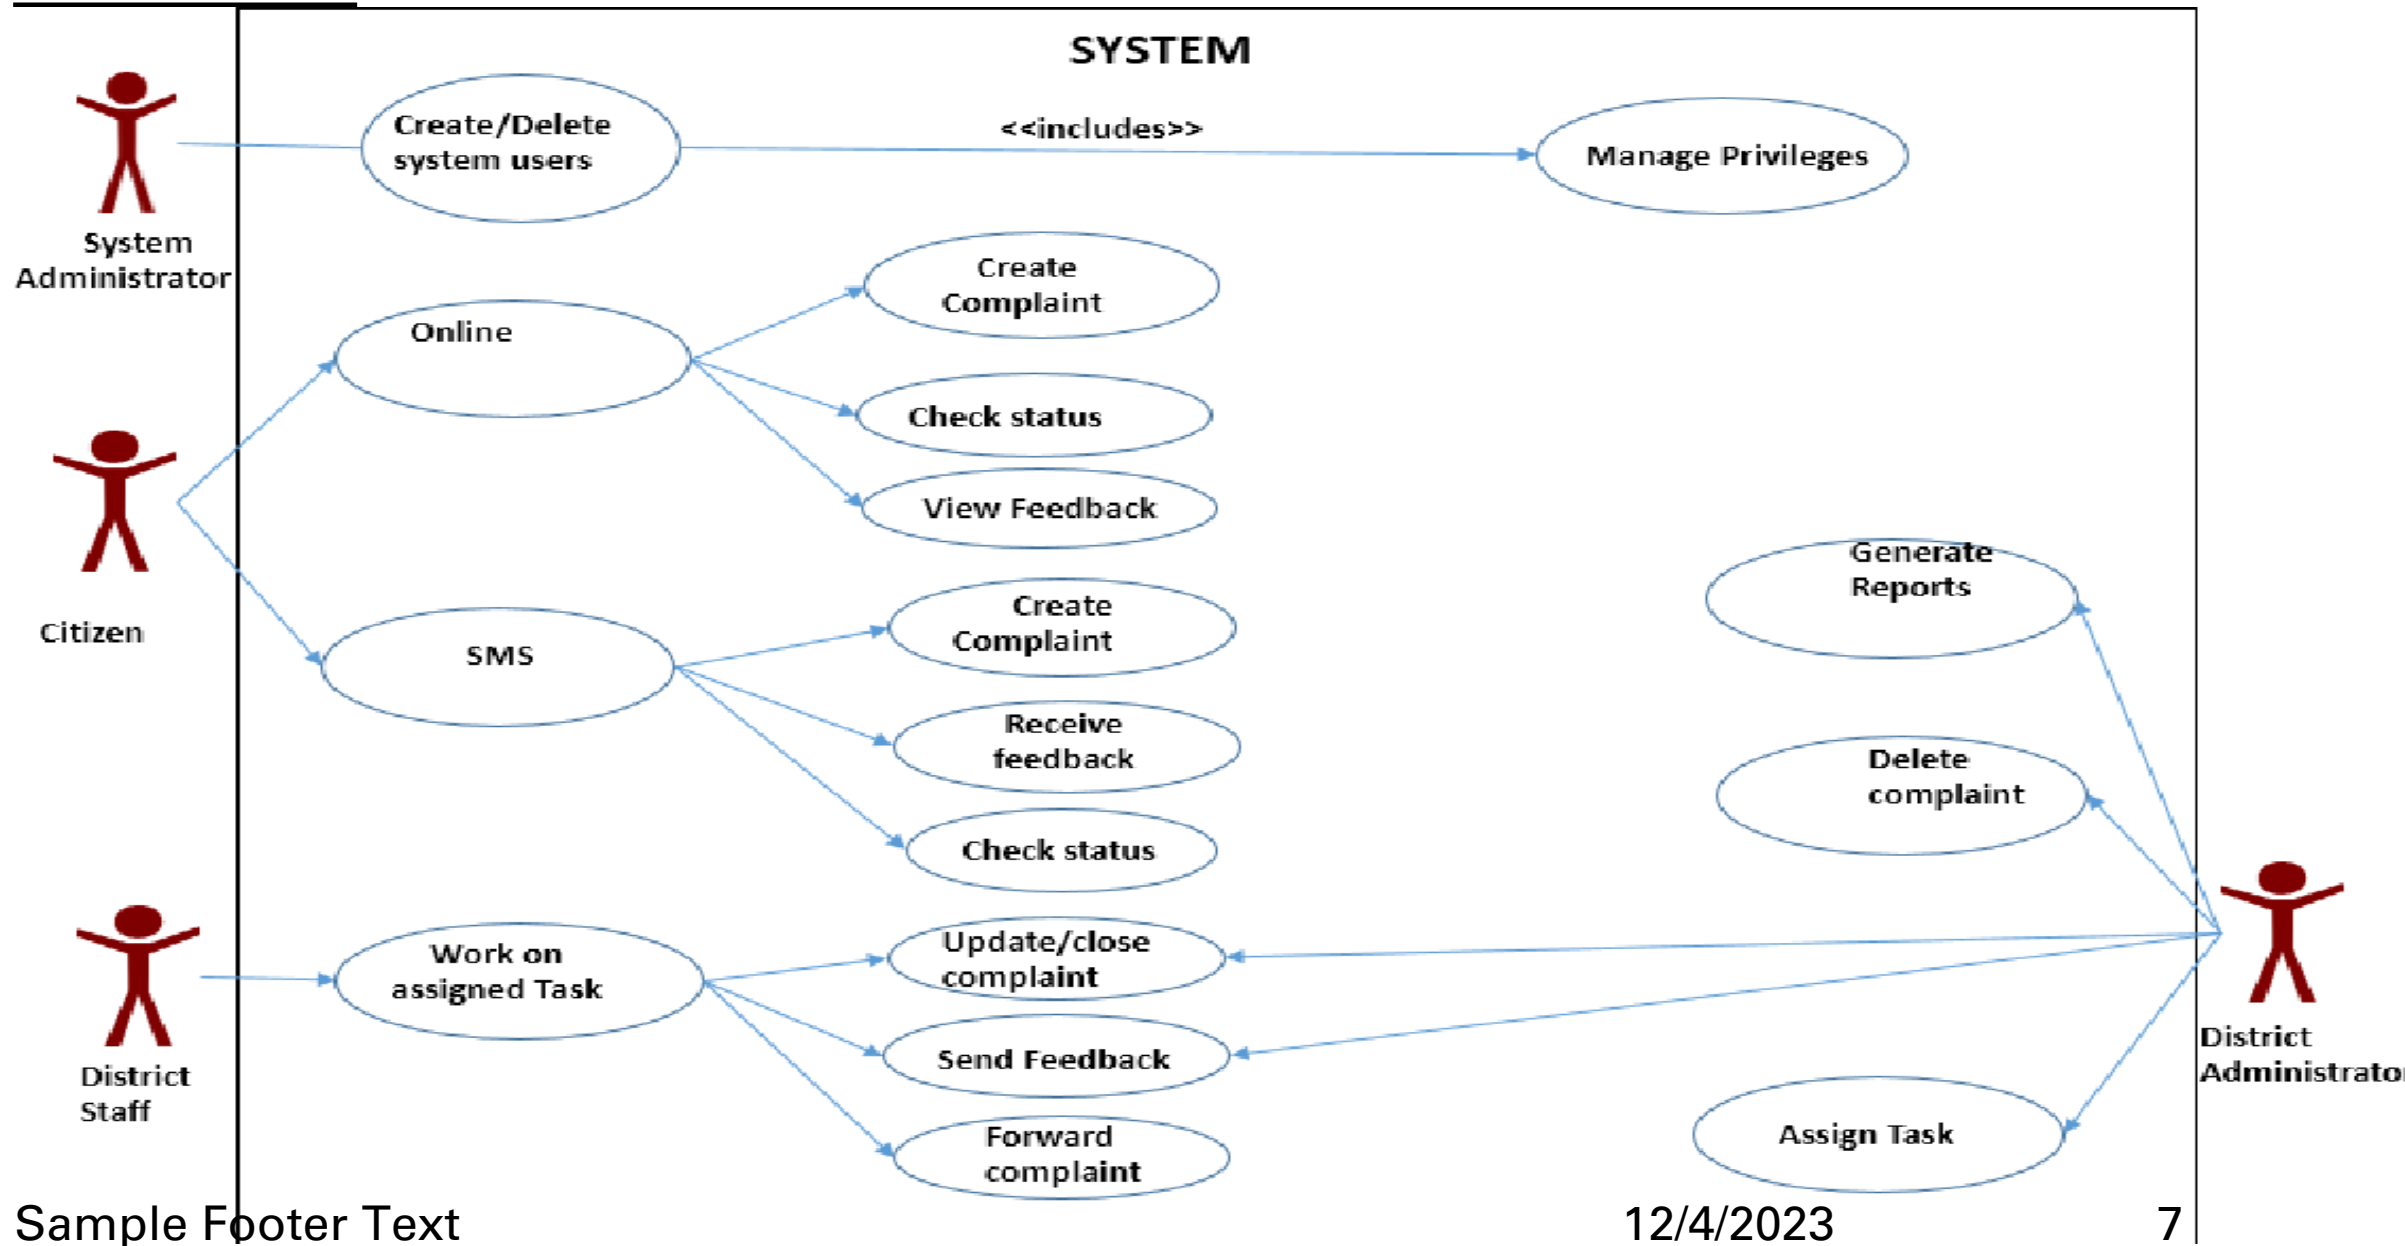 SYSTEM
Create/Delete
system users
<<includes>>
Manage Privileges
System
Administrator
Create
Complaint
Online
Check status
View Feedback
Citizen
Generate
Reports
Create
Complaint
SMS
Receive
feedback
Delete
complaint
Check status
Work on
assigned Task
Update/close
complaint
Send Feedback
District
Staff
District
Administrator
Forward
complaint
Assign Task
Sample Footer Text
12/4/2023
7